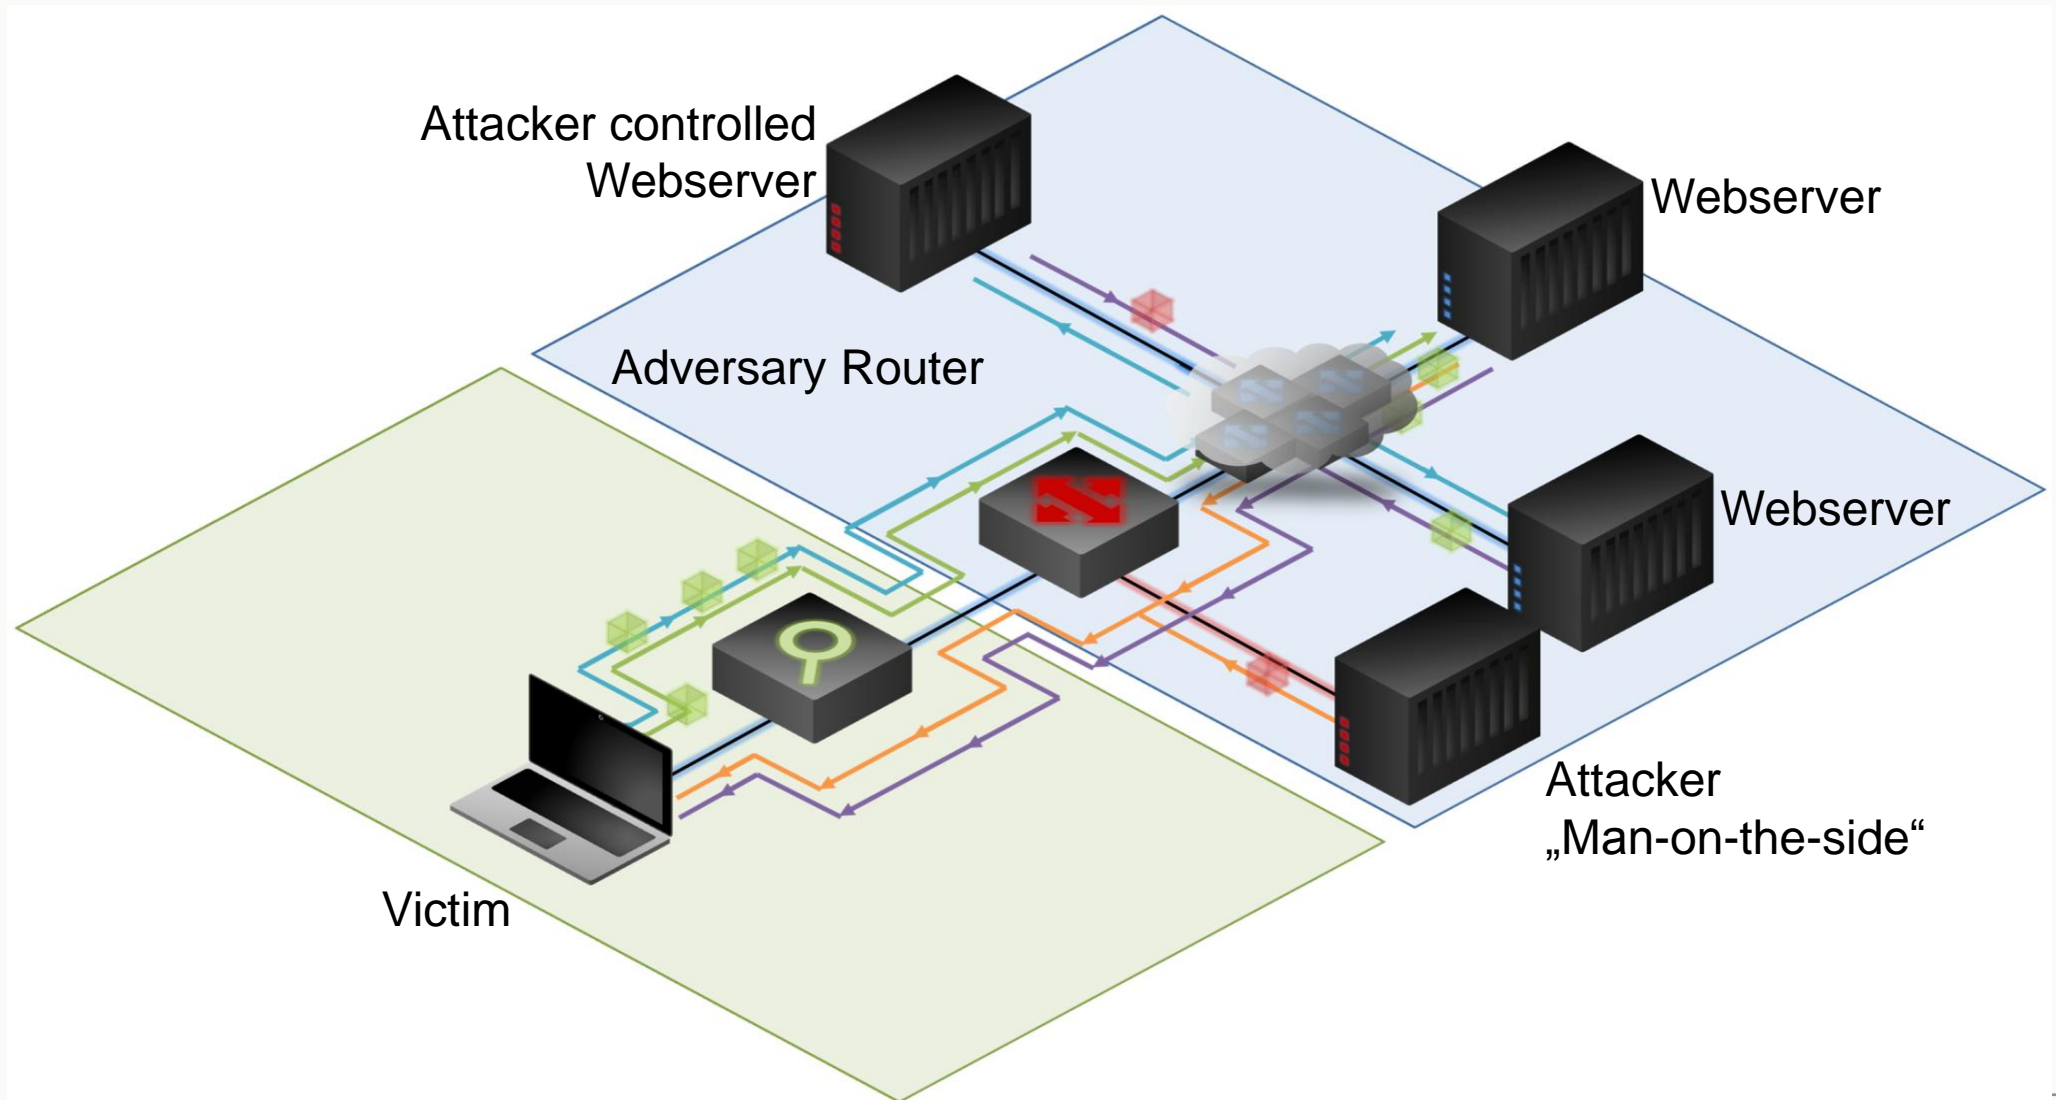 Attacker controlled
Webserver
Webserver
Adversary Router
Webserver
Attacker
„Man-on-the-side“
Victim